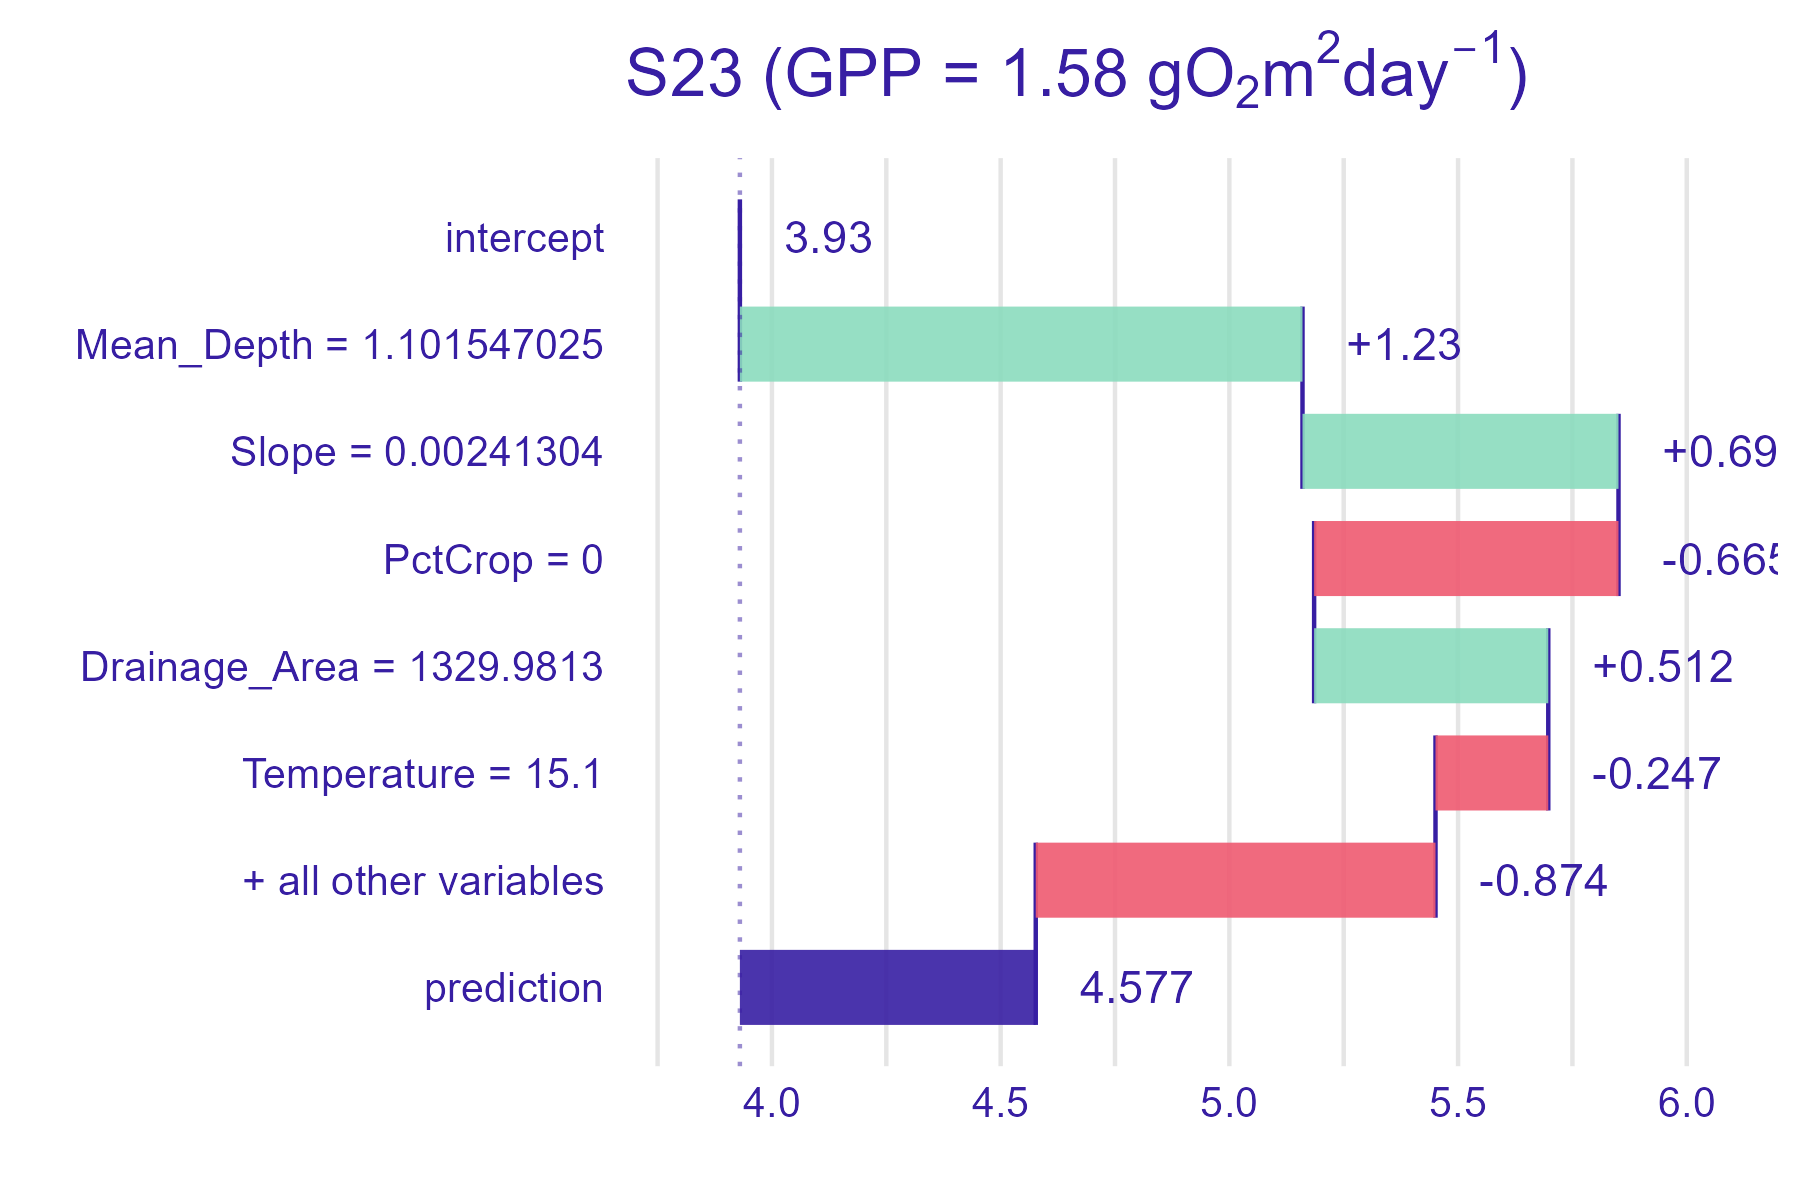 S23 (GPP = 1.58 gO₂m²day⁻¹)
intercept 3.93
Mean_Depth = 1.101547025 +1.23
Slope = 0.00241304 +0.69
PctCrop = 0 -0.665
Drainage_Area = 1329.9813 +0.512
Temperature = 15.1 -0.247
+ all other variables -0.874
prediction 4.577
4.0 4.5 5.0 5.5 6.0